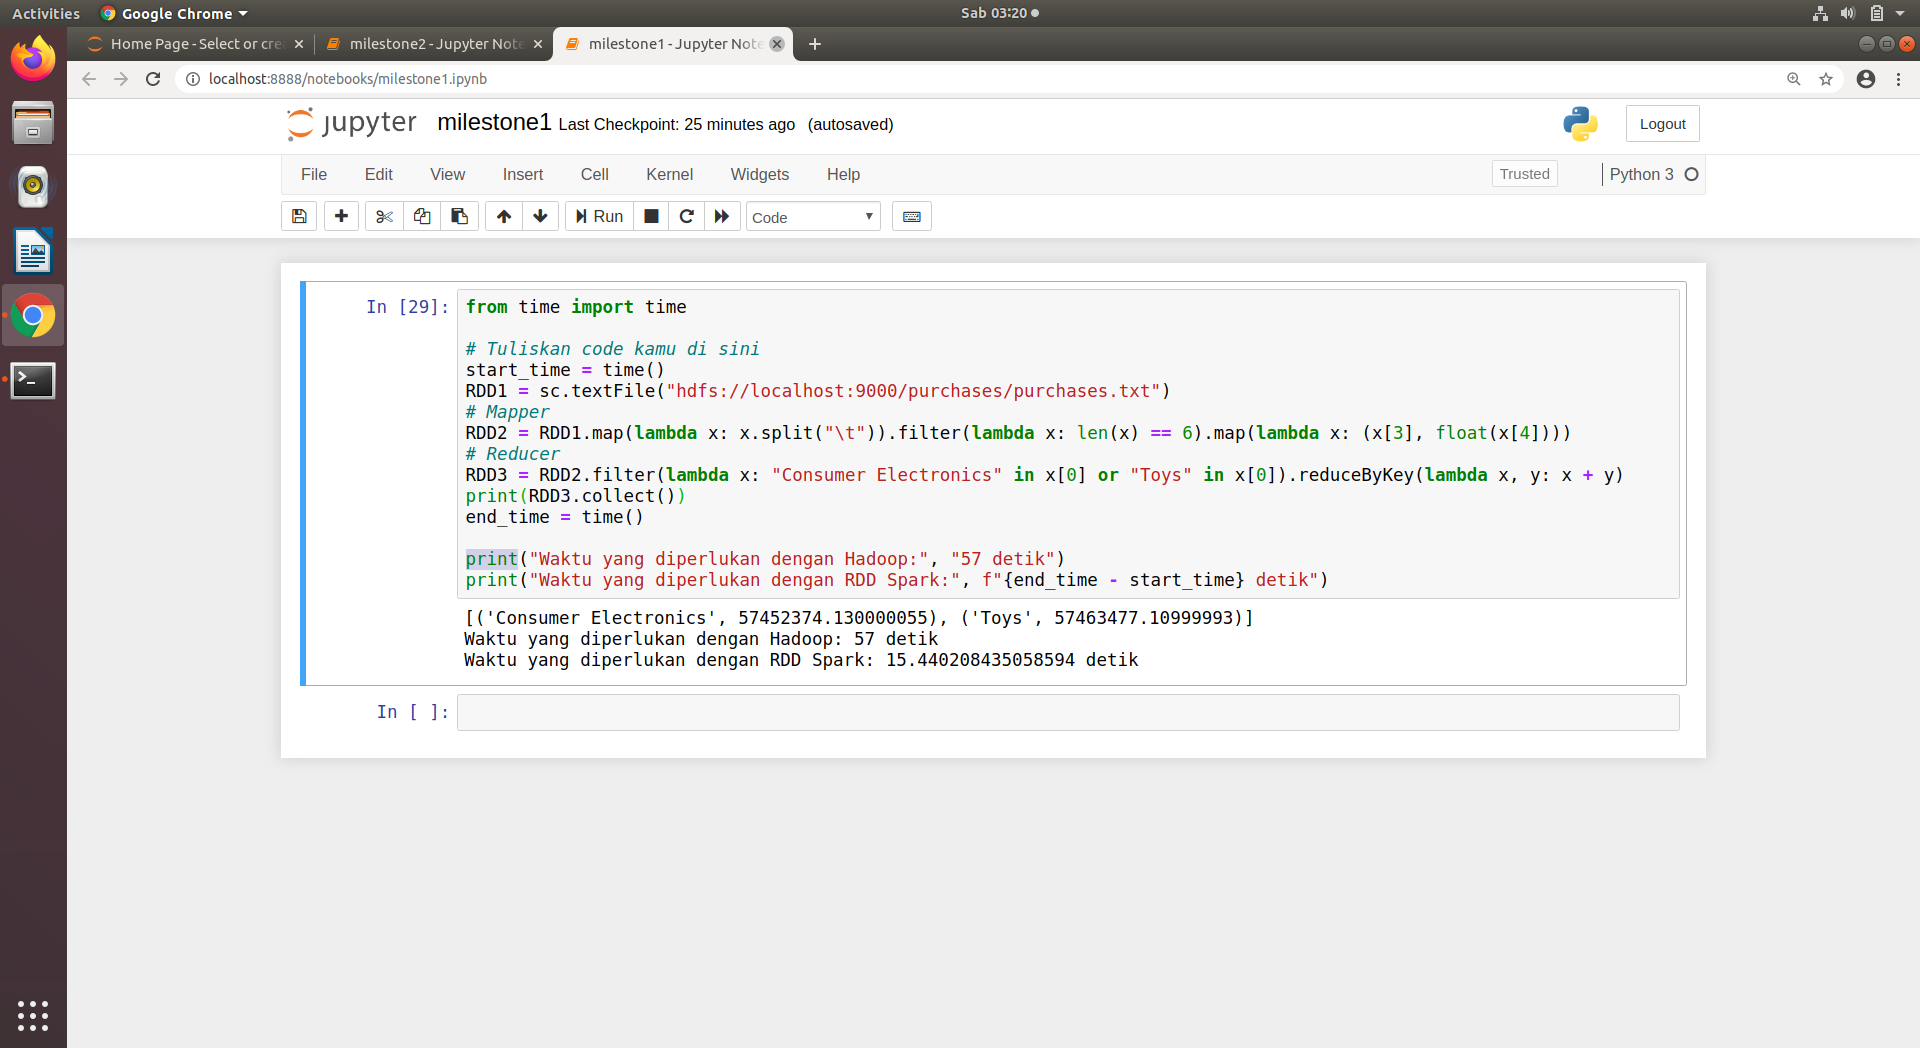 Activities Google Chrome Sab 03:20
Home Page - Select or cre milestone2 - Jupyter Note milestone1 - Jupyter Note
localhost:8888/notebooks/milestone1.ipynb
jupyter milestone1 Last Checkpoint: 25 minutes ago (autosaved) Logout
File Edit View Insert Cell Kernel Widgets Help Trusted Python 3
Run Code
In [29]: from time import time
# Tuliskan code kamu di sini
start_time = time()
RDD1 = sc.textFile("hdfs://localhost:9000/purchases/purchases.txt")
# Mapper
RDD2 = RDD1.map(lambda x: x.split("\t")).filter(lambda x: len(x) == 6).map(lambda x: (x[3], float(x[4])))
# Reducer
RDD3 = RDD2.filter(lambda x: "Consumer Electronics" in x[0] or "Toys" in x[0]).reduceByKey(lambda x, y: x + y)
print(RDD3.collect())
end_time = time()
print("Waktu yang diperlukan dengan Hadoop:", "57 detik")
print("Waktu yang diperlukan dengan RDD Spark:", f"{end_time - start_time} detik")
[('Consumer Electronics', 57452374.130000055), ('Toys', 57463477.10999993)]
Waktu yang diperlukan dengan Hadoop: 57 detik
Waktu yang diperlukan dengan RDD Spark: 15.440208435058594 detik
In [ ]: